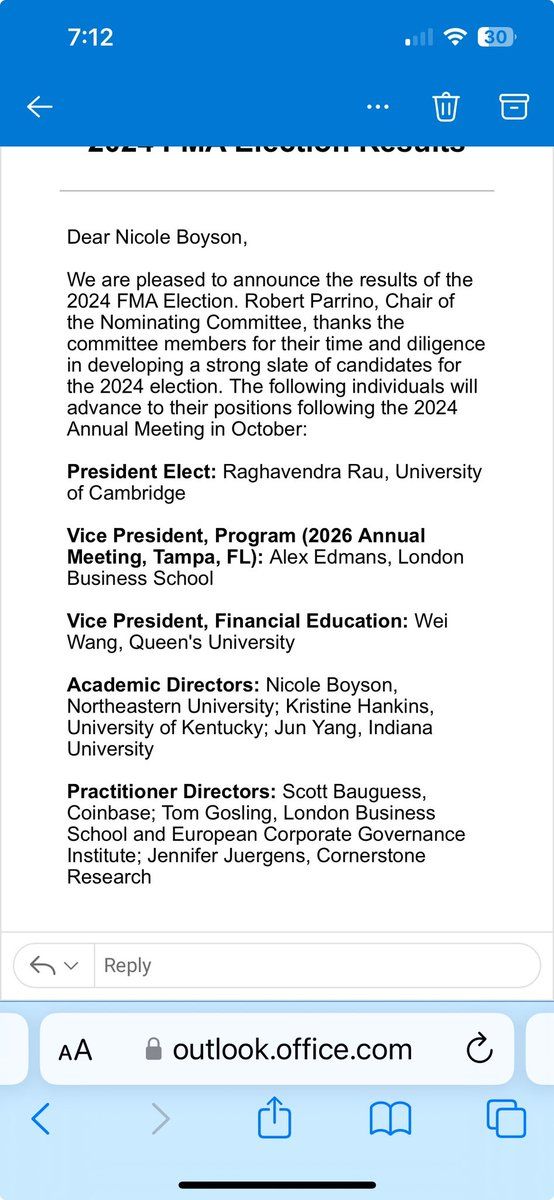 7:12
30
2024 FMA Election Results
Dear Nicole Boyson,
We are pleased to announce the results of the
2024 FMA Election. Robert Parrino, Chair of
the Nominating Committee, thanks the
committee members for their time and diligence
in developing a strong slate of candidates for
the 2024 election. The following individuals will
advance to their positions following the 2024
Annual Meeting in October:
President Elect: Raghavendra Rau, University
of Cambridge
Vice President, Program (2026 Annual
Meeting, Tampa, FL): Alex Edmans, London
Business School
Vice President, Financial Education: Wei
Wang, Queen's University
Academic Directors: Nicole Boyson,
Northeastern University; Kristine Hankins,
University of Kentucky; Jun Yang, Indiana
University
Practitioner Directors: Scott Bauguess,
Coinbase; Tom Gosling, London Business
School and European Corporate Governance
Institute; Jennifer Juergens, Cornerstone
Research
Reply
AA outlook.office.com